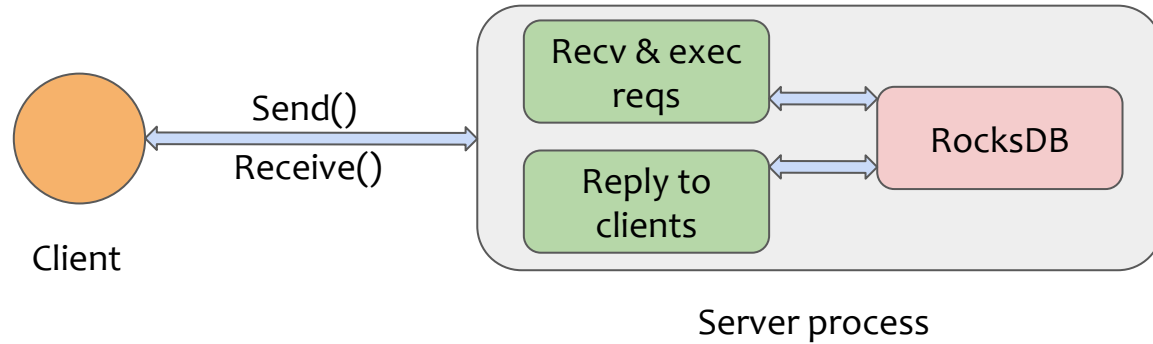 Send()
Receive()
Client
Recv & exec
reqs
Reply to
clients
RocksDB
Server process